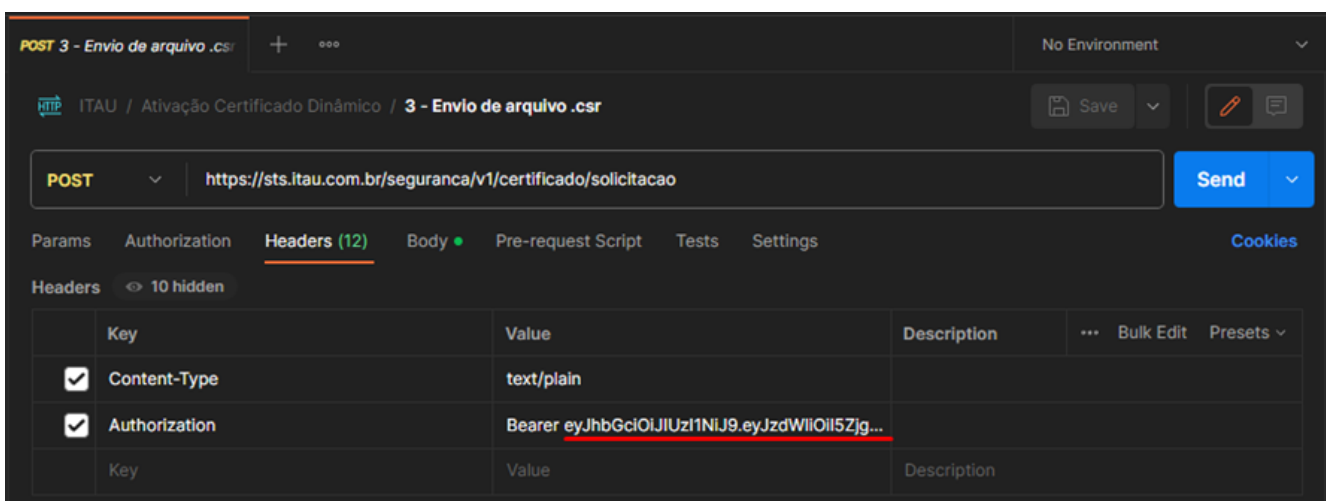 POST 3 - Envio de arquivo .csr
No Environment
HTTP ITAU / Ativação Certificado Dinâmico / 3 - Envio de arquivo .csr
Save
POST https://sts.itau.com.br/seguranca/v1/certificado/solicitacao
Send
Params Authorization Headers (12) Body Pre-request Script Tests Settings Cookies
Headers 10 hidden
Key Value Description ••• Bulk Edit Presets
Content-Type text/plain
Authorization Bearer eyJhbGciOiJIUzI1NiJ9.eyJzdWIiOiI5Zjg...
Key Value Description